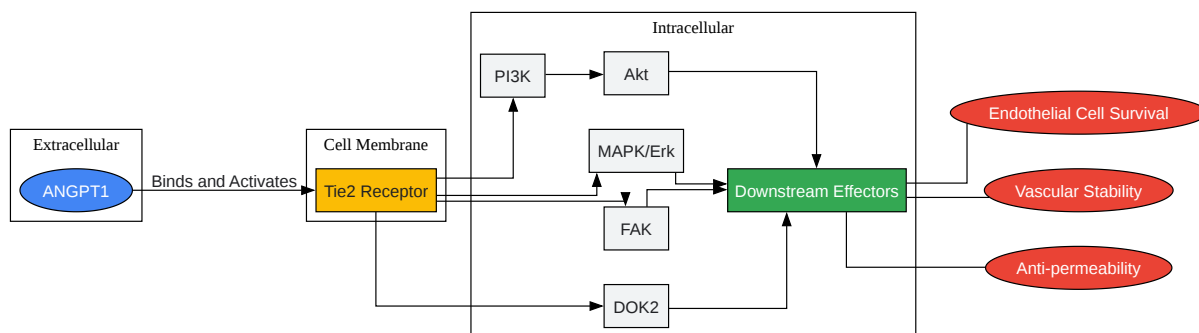 Extracellular
ANGPT1
Binds and Activates
Cell Membrane
Tie2 Receptor
Intracellular
PI3K
Akt
MAPK/Erk
FAK
DOK2
Downstream Effectors
Endothelial Cell Survival
Vascular Stability
Anti-permeability